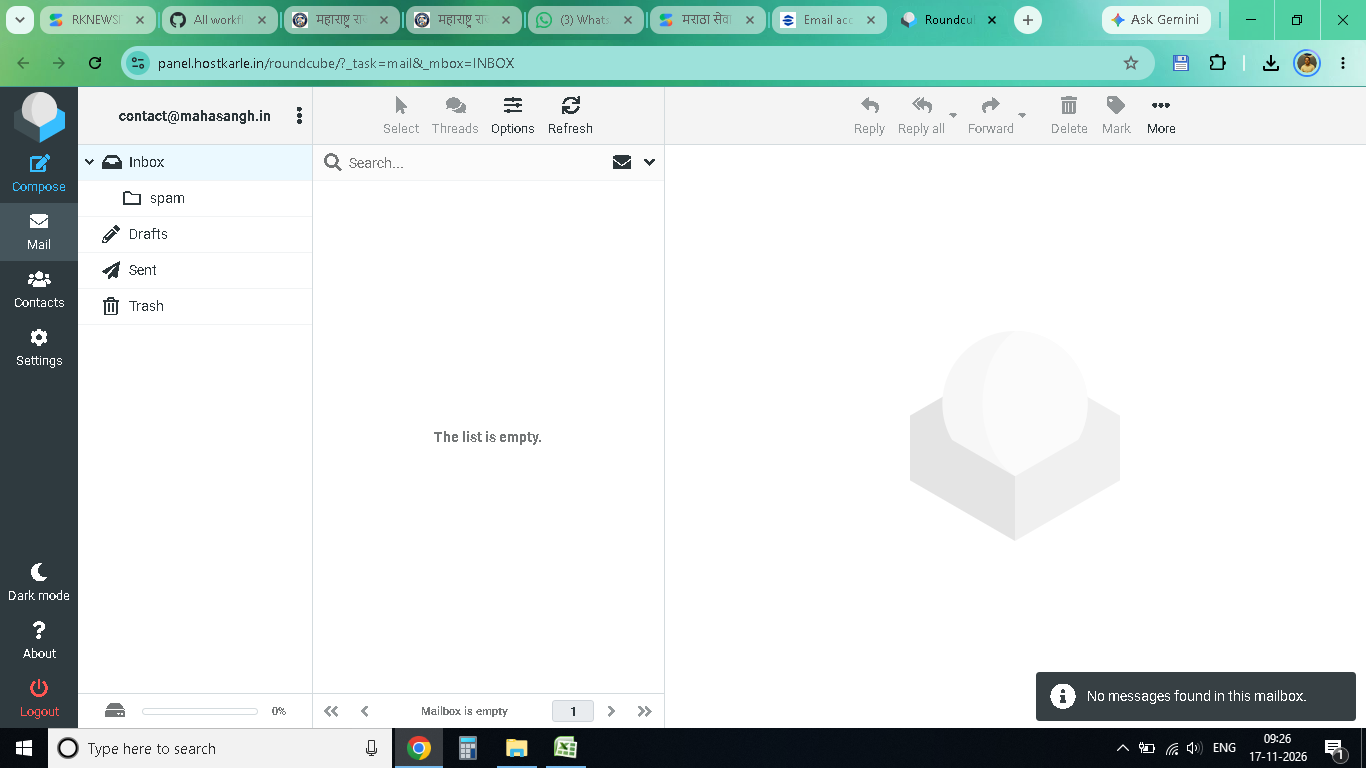 RKNEWS
All workfl
महाराष्ट्र रा
महाराष्ट्र रा
(3) Whats
मराठा सेवा
Email acc
Roundcu
Ask Gemini
panel.hostkarle.in/roundcube/?_task=mail&_mbox=INBOX
contact@mahasangh.in
Select
Threads
Options
Refresh
Reply
Reply all
Forward
Delete
Mark
More
Compose
Mail
Contacts
Settings
Dark mode
About
Logout
Inbox
spam
Drafts
Sent
Trash
0%
Search...
The list is empty.
Mailbox is empty
1
No messages found in this mailbox.
Type here to search
ENG
09:26
17-11-2026
1